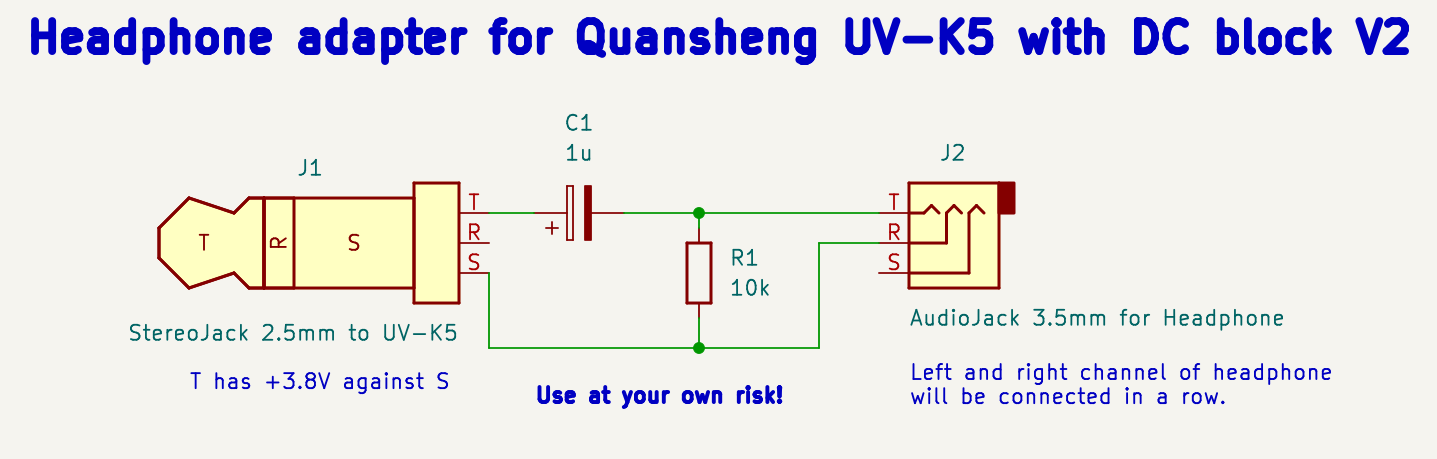 Headphone adapter for Quansheng UV-K5 with DC block V2
C1
1u
J1
J2
T
R
S
T
R
S
+
T
R
S
R1
10k
StereoJack 2.5mm to UV-K5
T has +3.8V against S
Use at your own risk!
AudioJack 3.5mm for Headphone
Left and right channel of headphone
will be connected in a row.